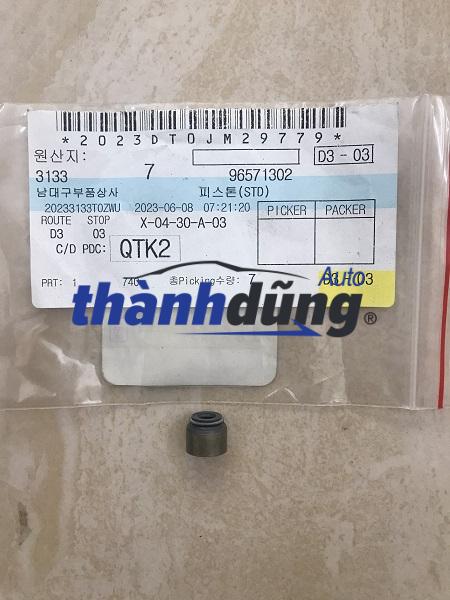 *2023DT0JM29779*
원산지:
D3-03
3133 7 96571302
남대구부품상사 피스톤(STD)
20233133T0ZWU 2023-06-08 07:21:20 PICKER PACKER
ROUTE STOP X-04-30-A-03
D3 03
C/D PDC: QTK2
PRT: 1 740 총Picking수량: 7 D3-03
Auto
thànhdũng®